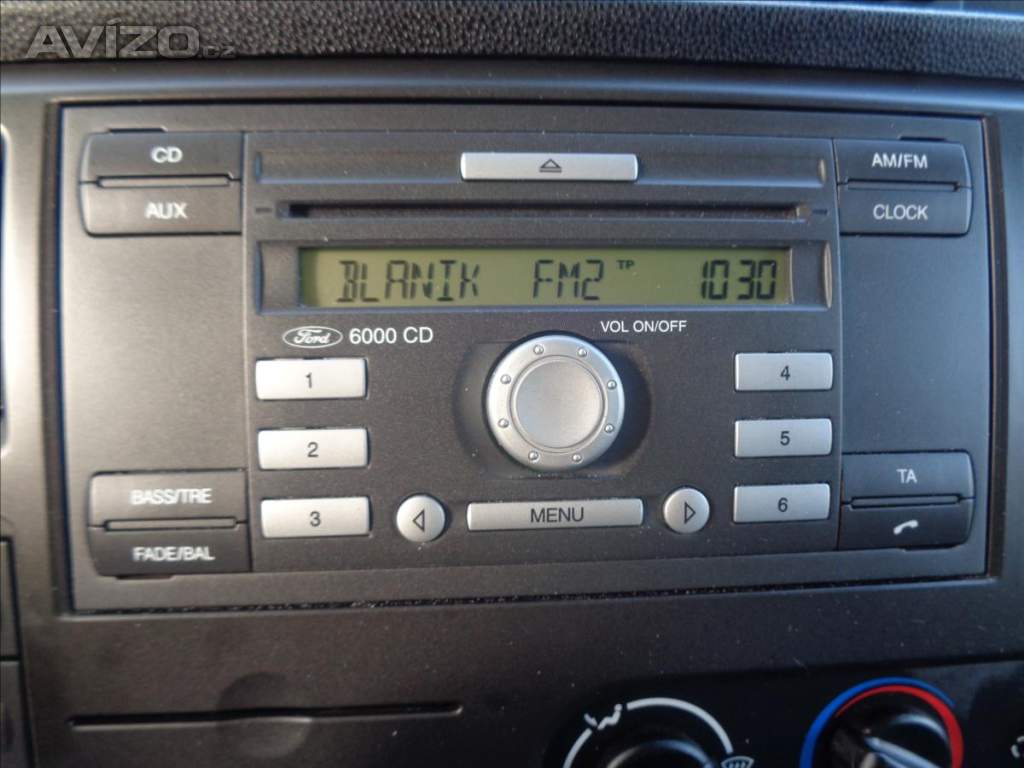 AVÍZO.cz
CD
AM/FM
AUX
CLOCK
BLANIK FM2 TP 1030
Ford 6000 CD
VOL ON/OFF
1
4
2
5
BASS/TRE
TA
3
MENU
6
FADE/BAL